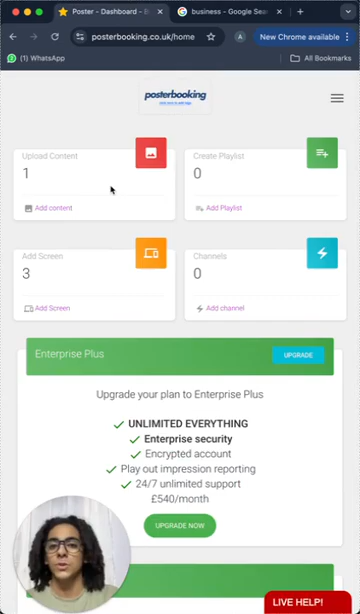 Poster - Dashboard - B
business - Google Sea
posterbooking.co.uk/home
A
New Chrome available
(1) WhatsApp
All Bookmarks
posterbooking
Upload Content
1
Add content
Create Playlist
0
Add Playlist
Add Screen
3
Add Screen
Channels
0
Add channel
Enterprise Plus
UPGRADE
Upgrade your plan to Enterprise Plus
UNLIMITED EVERYTHING
Enterprise security
Encrypted account
Play out impression reporting
24/7 unlimited support
£540/month
UPGRADE NOW
LIVE HELP!